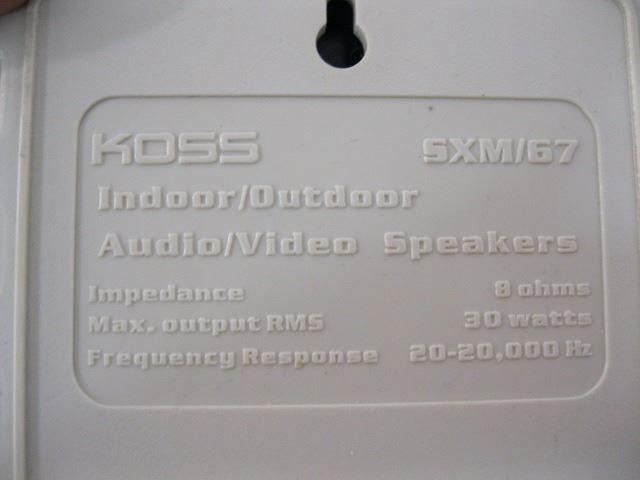 KOSS SXM/67
Indoor/Outdoor
Audio/Video Speakers
Impedance 8 ohms
Max. output RMS 30 watts
Frequency Response 20-20,000 Hz